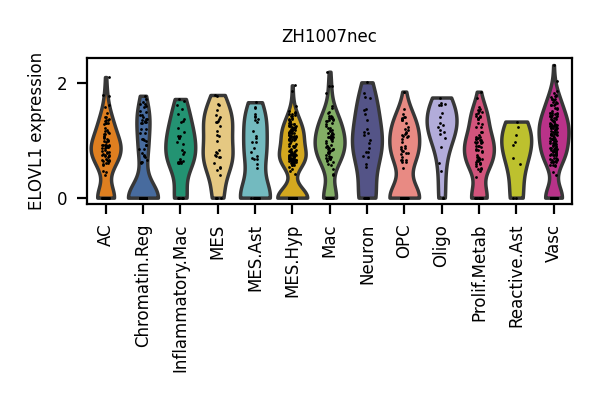 ZH1007nec
ELOVL1 expression
2
0
AC
Chromatin.Reg
Inflammatory.Mac
MES
MES.Ast
MES.Hyp
Mac
Neuron
OPC
Oligo
Prolif.Metab
Reactive.Ast
Vasc